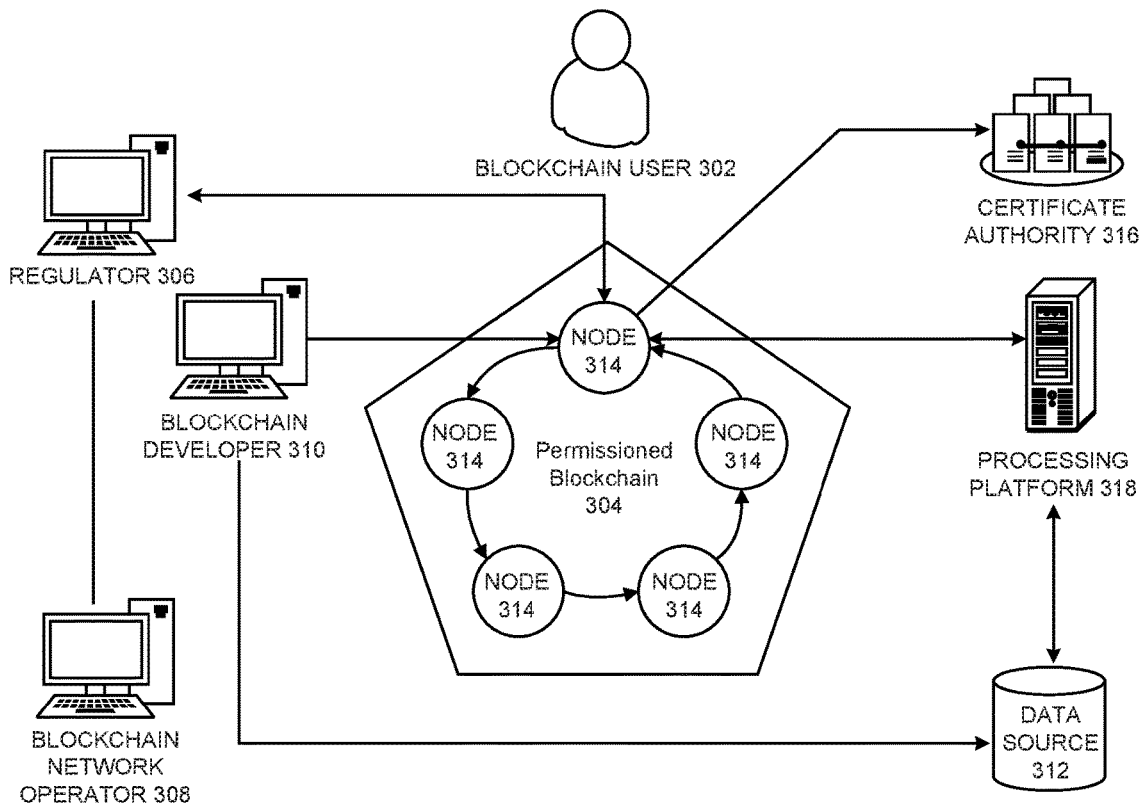 BLOCKCHAIN USER 302
CERTIFICATE
AUTHORITY 316
REGULATOR 306
NODE
314
BLOCKCHAIN
DEVELOPER 310
NODE
314
Permissioned
Blockchain
304
NODE
314
PROCESSING
PLATFORM 318
NODE
314
NODE
314
BLOCKCHAIN
NETWORK
OPERATOR 308
DATA
SOURCE
312